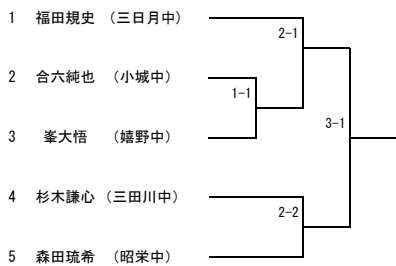 1 福田規史 （三日月中）
2-1
2 合六純也 （小城中）
1-1
3-1
3 峯大悟 （嬉野中）
4 杉木謙心 （三田川中）
2-2
5 森田琉希 （昭栄中）